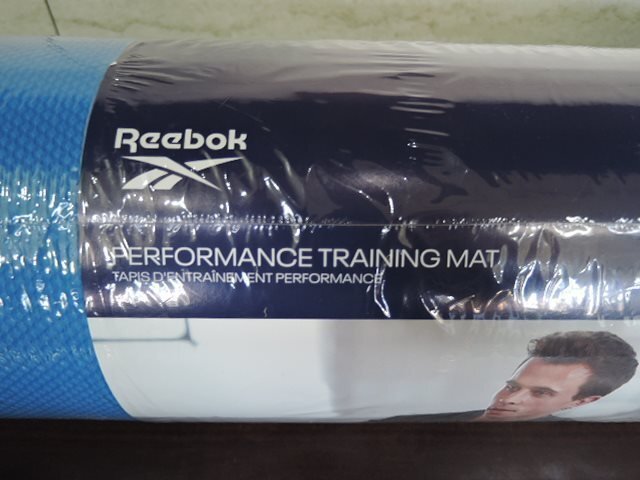 Reebok
PERFORMANCE TRAINING MAT
TAPIS D'ENTRAÎNEMENT PERFORMANCE